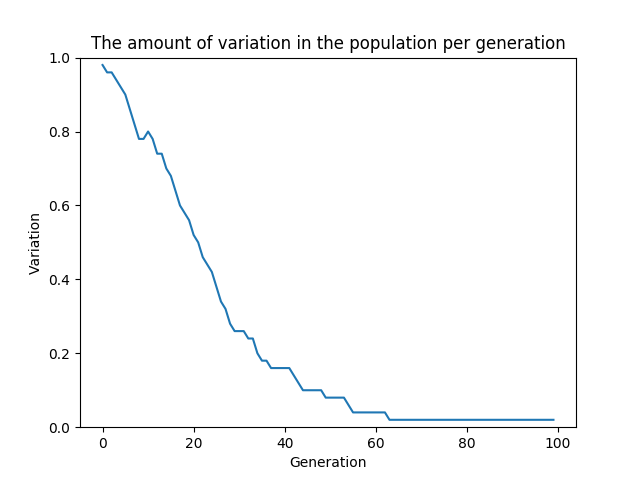 The amount of variation in the population per generation
1.0
0.8
0.6
0.4
0.2
0.0
Variation
0 20 40 60 80 100
Generation